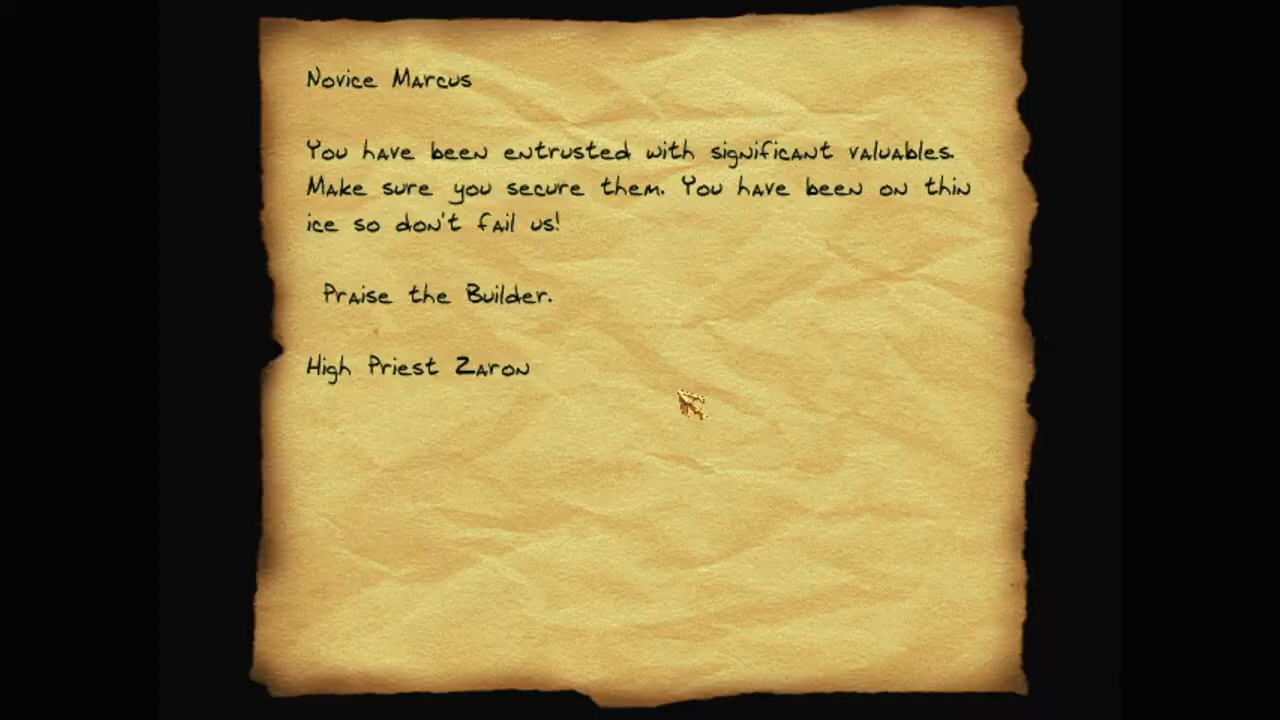 Novice Marcus
You have been entrusted with significant valuables.
Make sure you secure them. You have been on thin
ice so don't fail us!
Praise the Builder.
High Priest Zaron